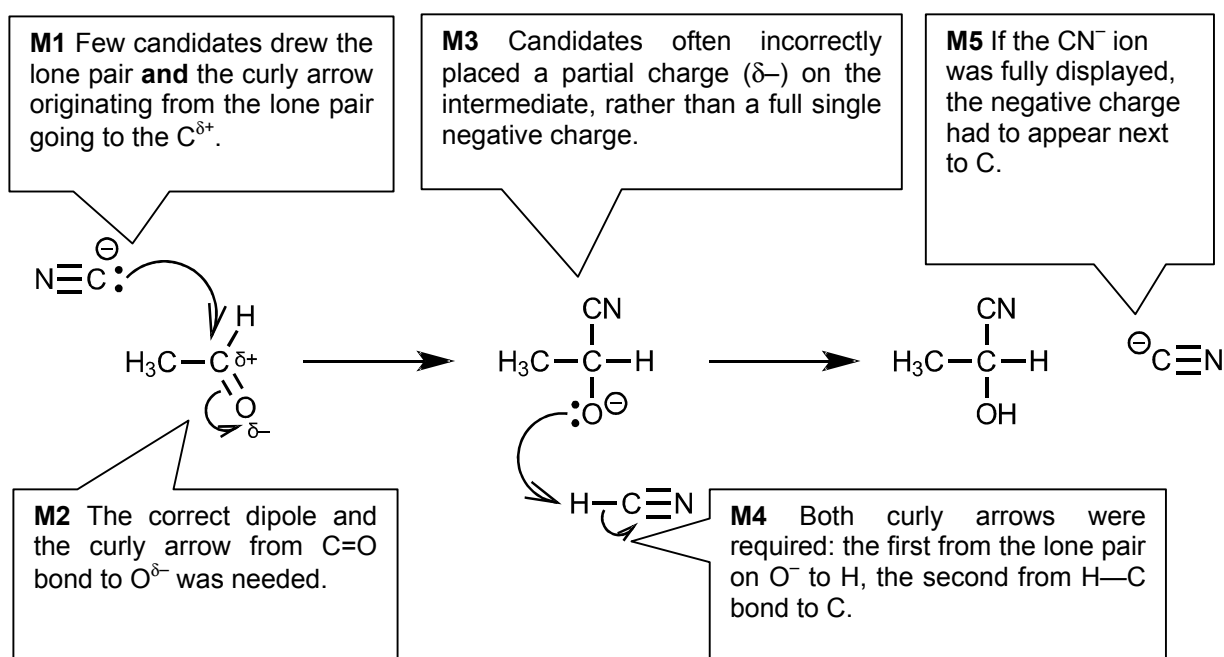 M1 Few candidates drew the
lone pair and the curly arrow
originating from the lone pair
going to the Cδ+.
M3 Candidates often incorrectly
placed a partial charge (δ–) on the
intermediate, rather than a full single
negative charge.
M5 If the CN– ion
was fully displayed,
the negative charge
had to appear next
to C.
N≡C:⊖
H
H3C–C δ+
O
δ–
CN
H3C–C–H
:O⊖
H–C≡N
CN
H3C–C–H
OH
⊖C≡N
M2 The correct dipole and
the curly arrow from C=O
bond to Oδ– was needed.
M4 Both curly arrows were
required: the first from the lone pair
on O– to H, the second from H—C
bond to C.